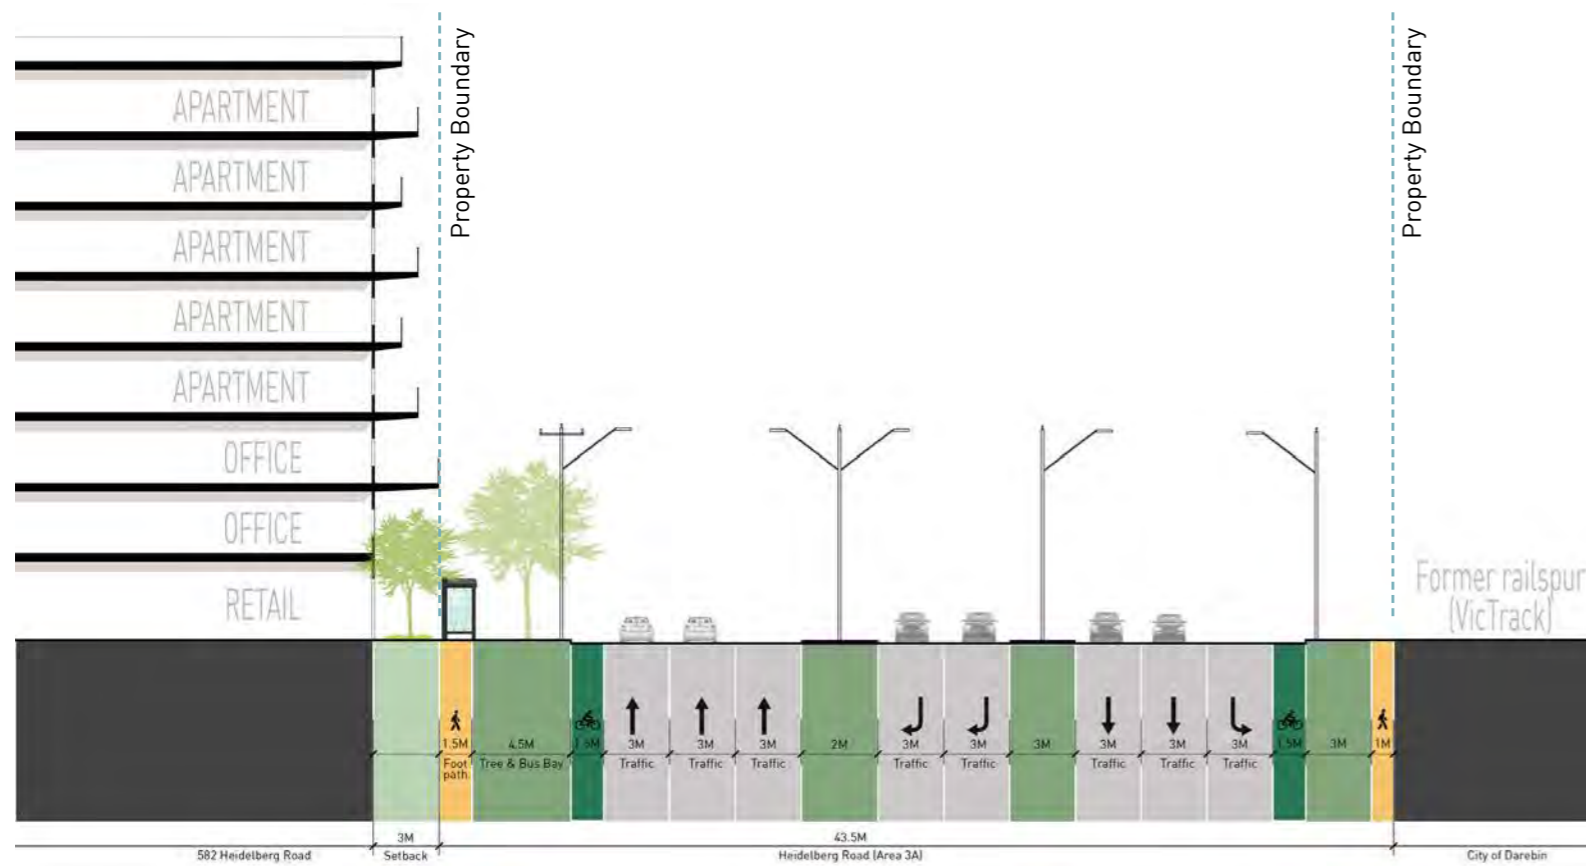 Property Boundary
Property Boundary
APARTMENT
APARTMENT
APARTMENT
APARTMENT
APARTMENT
OFFICE
OFFICE
RETAIL
Former railspur
(VicTrack)
1.5M
4.5M
1.5M
3M
3M
3M
2M
3M
3M
3M
3M
3M
3M
1.5M
3M
1M
Foot
path
Tree & Bus Bay
Traffic
Traffic
Traffic
Traffic
Traffic
Traffic
Traffic
Traffic
3M
43.5M
582 Heidelberg Road
Setback
Heidelberg Road (Area 3A)
City of Darebin